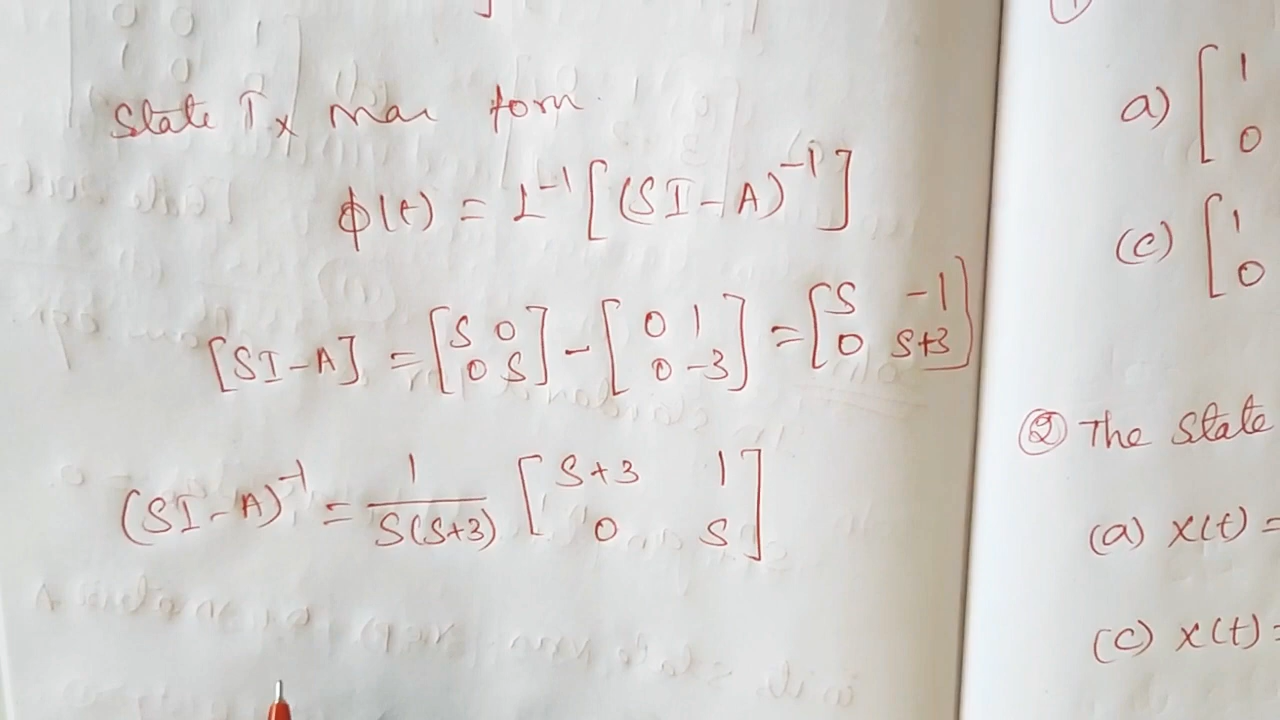 State Tx max form
ϕ(t) = L⁻¹[(SI-A)⁻¹]
[SI-A] = [S 0; 0 S] - [0 1; 0 -3] = [S -1; 0 S+3]
(SI-A)⁻¹ = 1/S(S+3) [S+3 1; 0 S]
a) [1
0
(c) [1
0
② The State
(a) x(t) =
(c) x(t) =